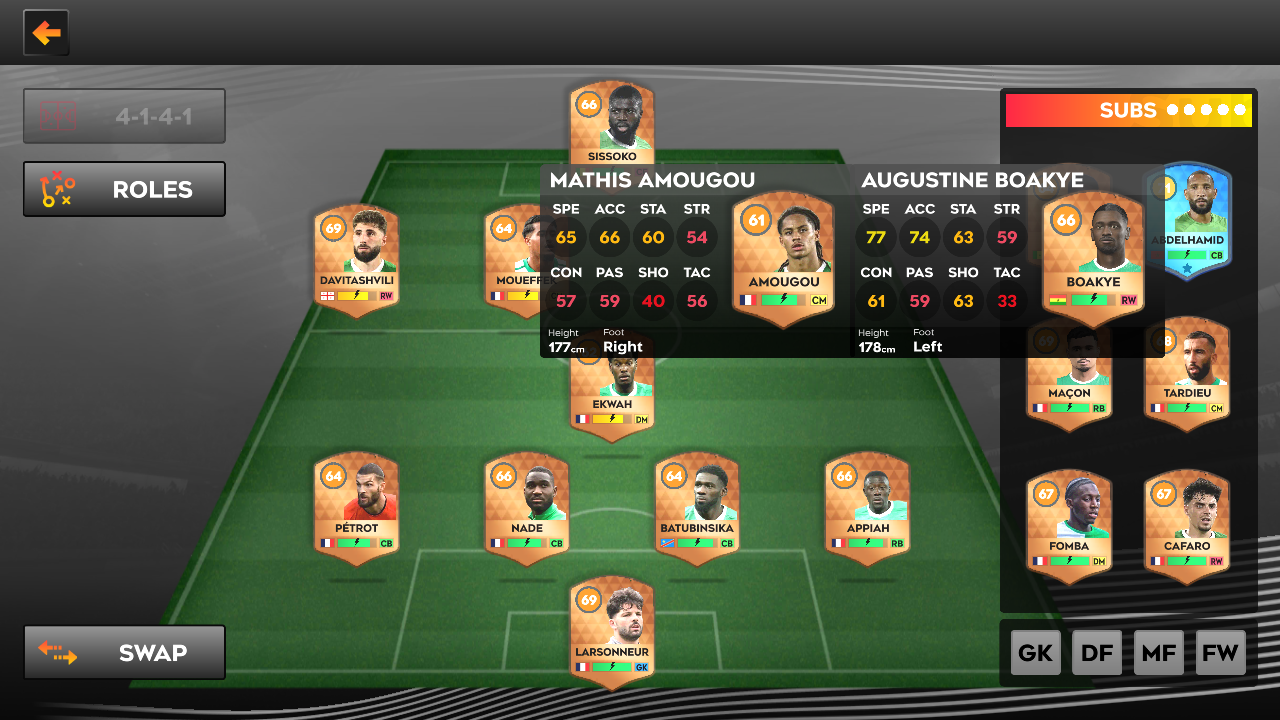 4-1-4-1
ROLES
SWAP
66
SISSOKO
69
DAVITASHVILI
RW
64
MATHIS AMOUGOU
SPE ACC STA STR
65 66 60 54
CON PAS SHO TAC
57 59 40 56
Height Foot
177cm Right
61
AMOUGOU
CM
AUGUSTINE BOAKYE
SPE ACC STA STR
77 74 63 59
CON PAS SHO TAC
61 59 63 33
Height Foot
178cm Left
66
BOAKYE
RW
EKWAH
DM
64
PÉTROT
CB
66
NADE
CB
64
BATUBINSIKA
CB
66
APPIAH
RB
69
LARSONNEUR
GK
SUBS
ABDELHAMID
CB
69
MAÇON
RB
TARDIEU
CM
67
FOMBA
DM
67
CAFARO
RW
GK DF MF FW